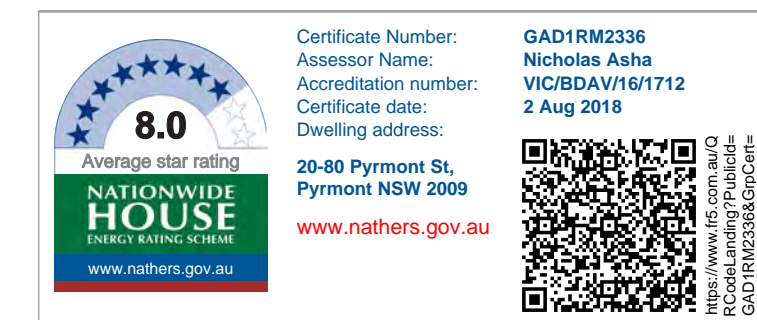 8.0
Average star rating
NATIONWIDE
HOUSE
ENERGY RATING SCHEME
www.nathers.gov.au
Certificate Number: GAD1RM2336
Assessor Name: Nicholas Asha
Accreditation number: VIC/BDAV/16/1712
Certificate date: 2 Aug 2018
Dwelling address:
20-80 Pyrmont St,
Pyrmont NSW 2009
www.nathers.gov.au
https://www.fr5.com.au/Q
RCodeLanding?PublicId=
GAD1RM2336&GrpCert=